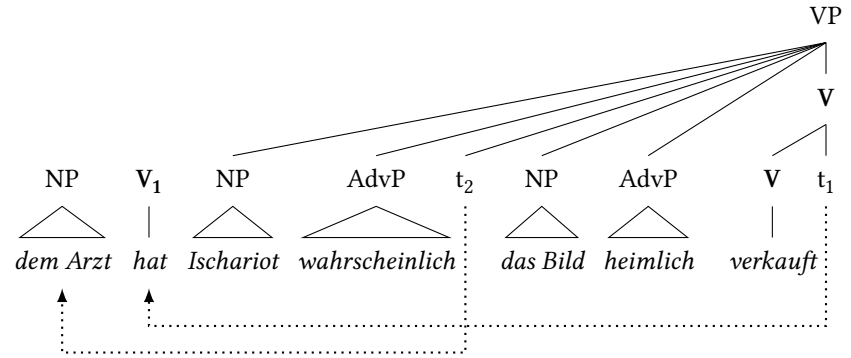 VP
V
NP V₁ NP AdvP t₂ NP AdvP V t₁
dem Arzt hat Ischariot wahrscheinlich das Bild heimlich verkauft